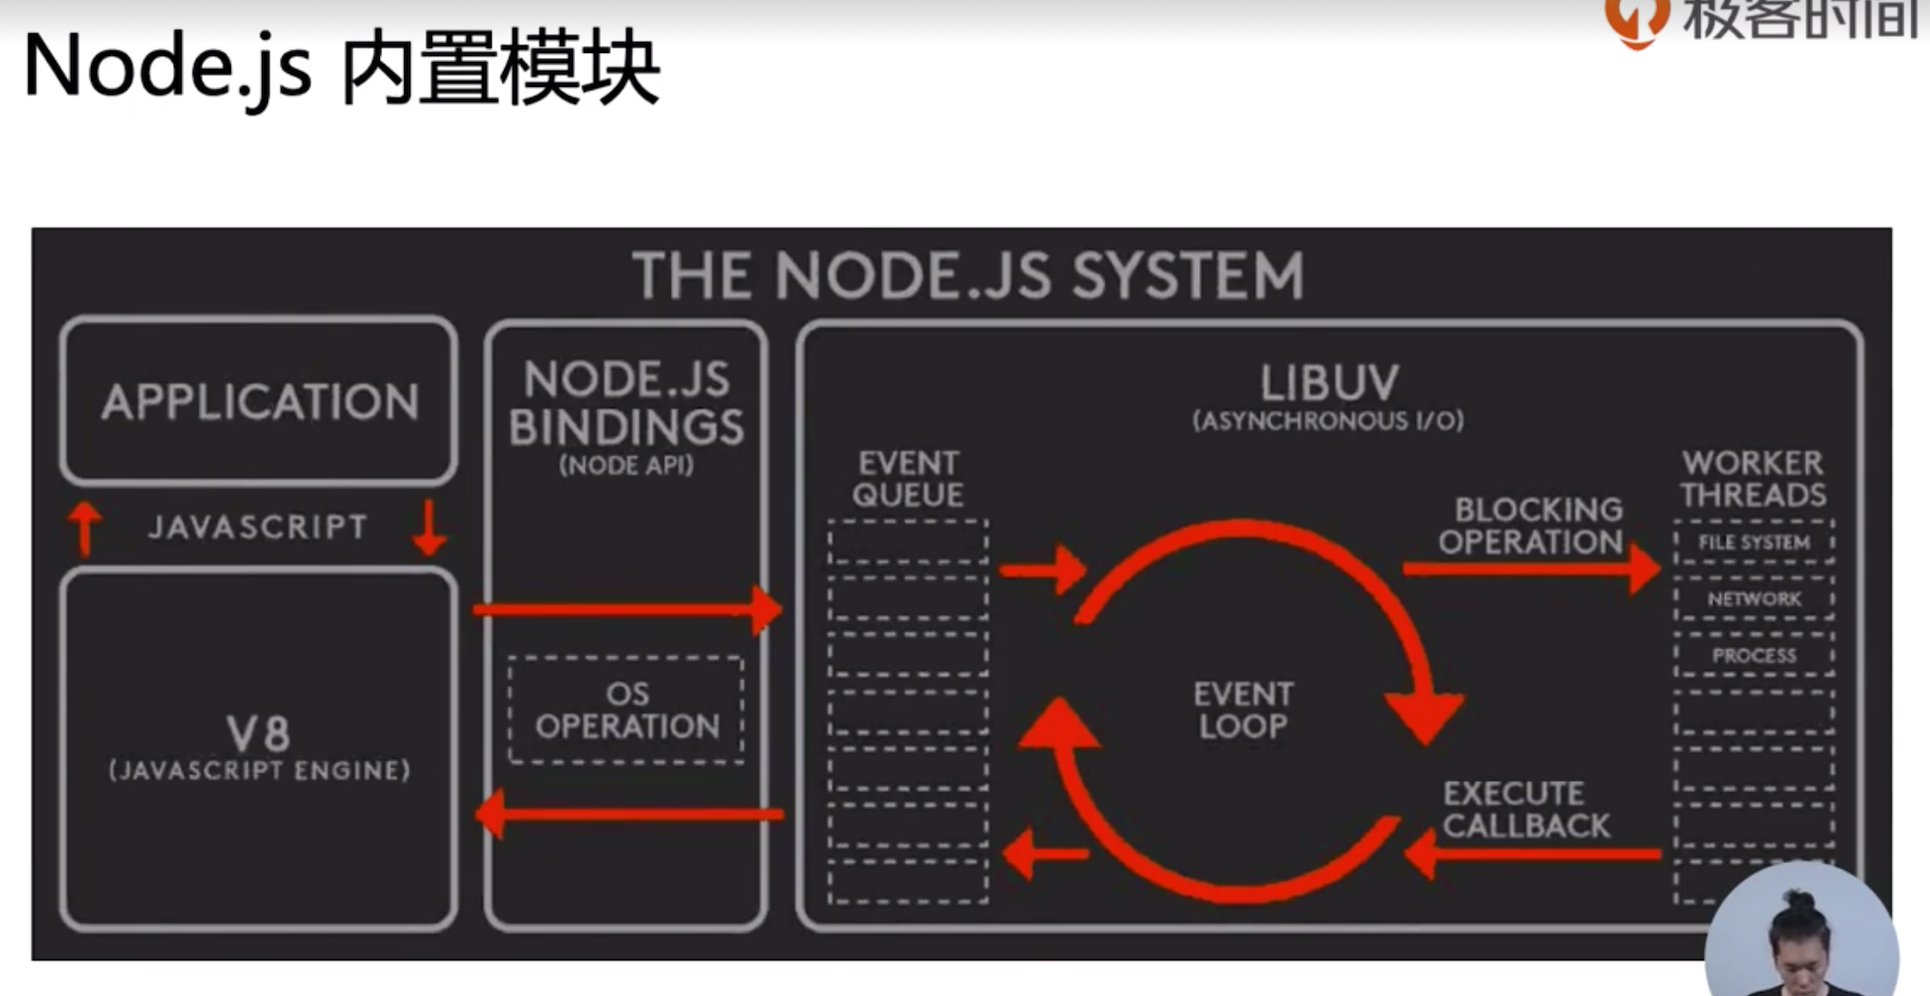 极客时间
Node.js 内置模块
THE NODE.JS SYSTEM
APPLICATION
JAVASCRIPT
V8
(JAVASCRIPT ENGINE)
NODE.JS
BINDINGS
(NODE API)
OS
OPERATION
LIBUV
(ASYNCHRONOUS I/O)
EVENT
QUEUE
EVENT
LOOP
BLOCKING
OPERATION
EXECUTE
CALLBACK
WORKER
THREADS
FILE SYSTEM
NETWORK
PROCESS